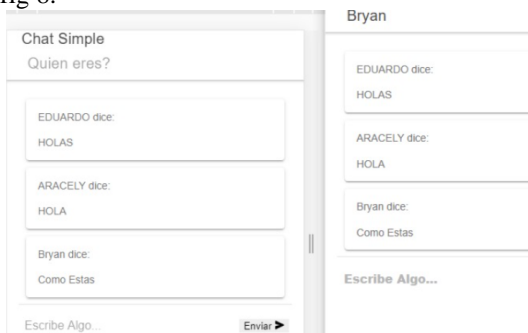 Chat Simple
Quien eres?
EDUARDO dice:
HOLAS
ARACELY dice:
HOLA
Bryan dice:
Como Estas
Escribe Algo...
Enviar
Bryan
EDUARDO dice:
HOLAS
ARACELY dice:
HOLA
Bryan dice:
Como Estas
Escribe Algo...